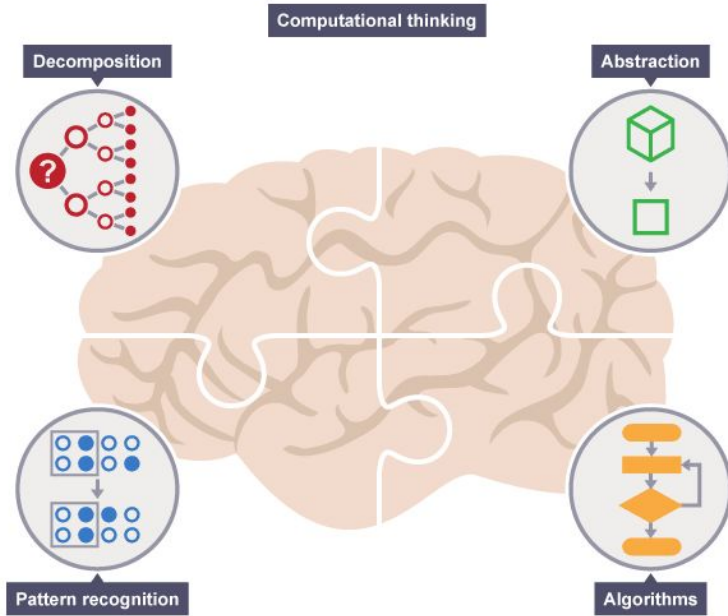 Computational thinking
Decomposition
Abstraction
?
Pattern recognition
Algorithms